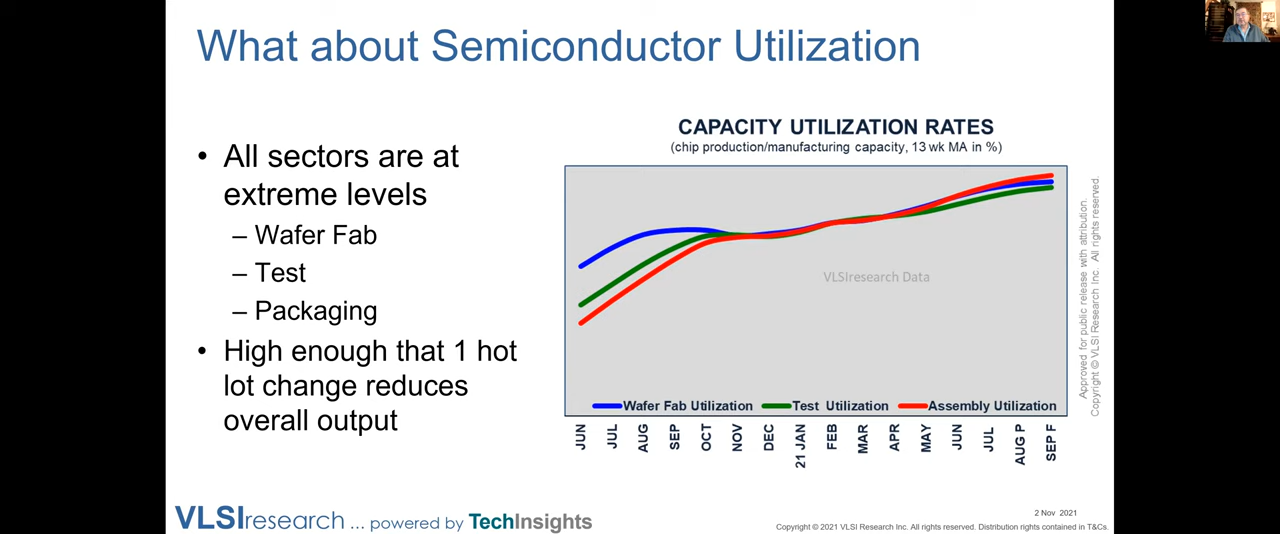 What about Semiconductor Utilization
• All sectors are at
extreme levels
– Wafer Fab
– Test
– Packaging
• High enough that 1 hot
lot change reduces
overall output
CAPACITY UTILIZATION RATES
(chip production/manufacturing capacity, 13 wk MA in %)
VLSIresearch Data
Wafer Fab Utilization Test Utilization Assembly Utilization
JUN JUL AUG SEP OCT NOV DEC 21 JAN FEB MAR APR MAY JUN JUL AUG P SEP F
Approved for public release with attribution.
Copyright © VLSI Research Inc. All rights reserved.
VLSIresearch ... powered by TechInsights
2 Nov 2021
Copyright © 2021 VLSI Research Inc. All rights reserved. Distribution rights contained in T&Cs.